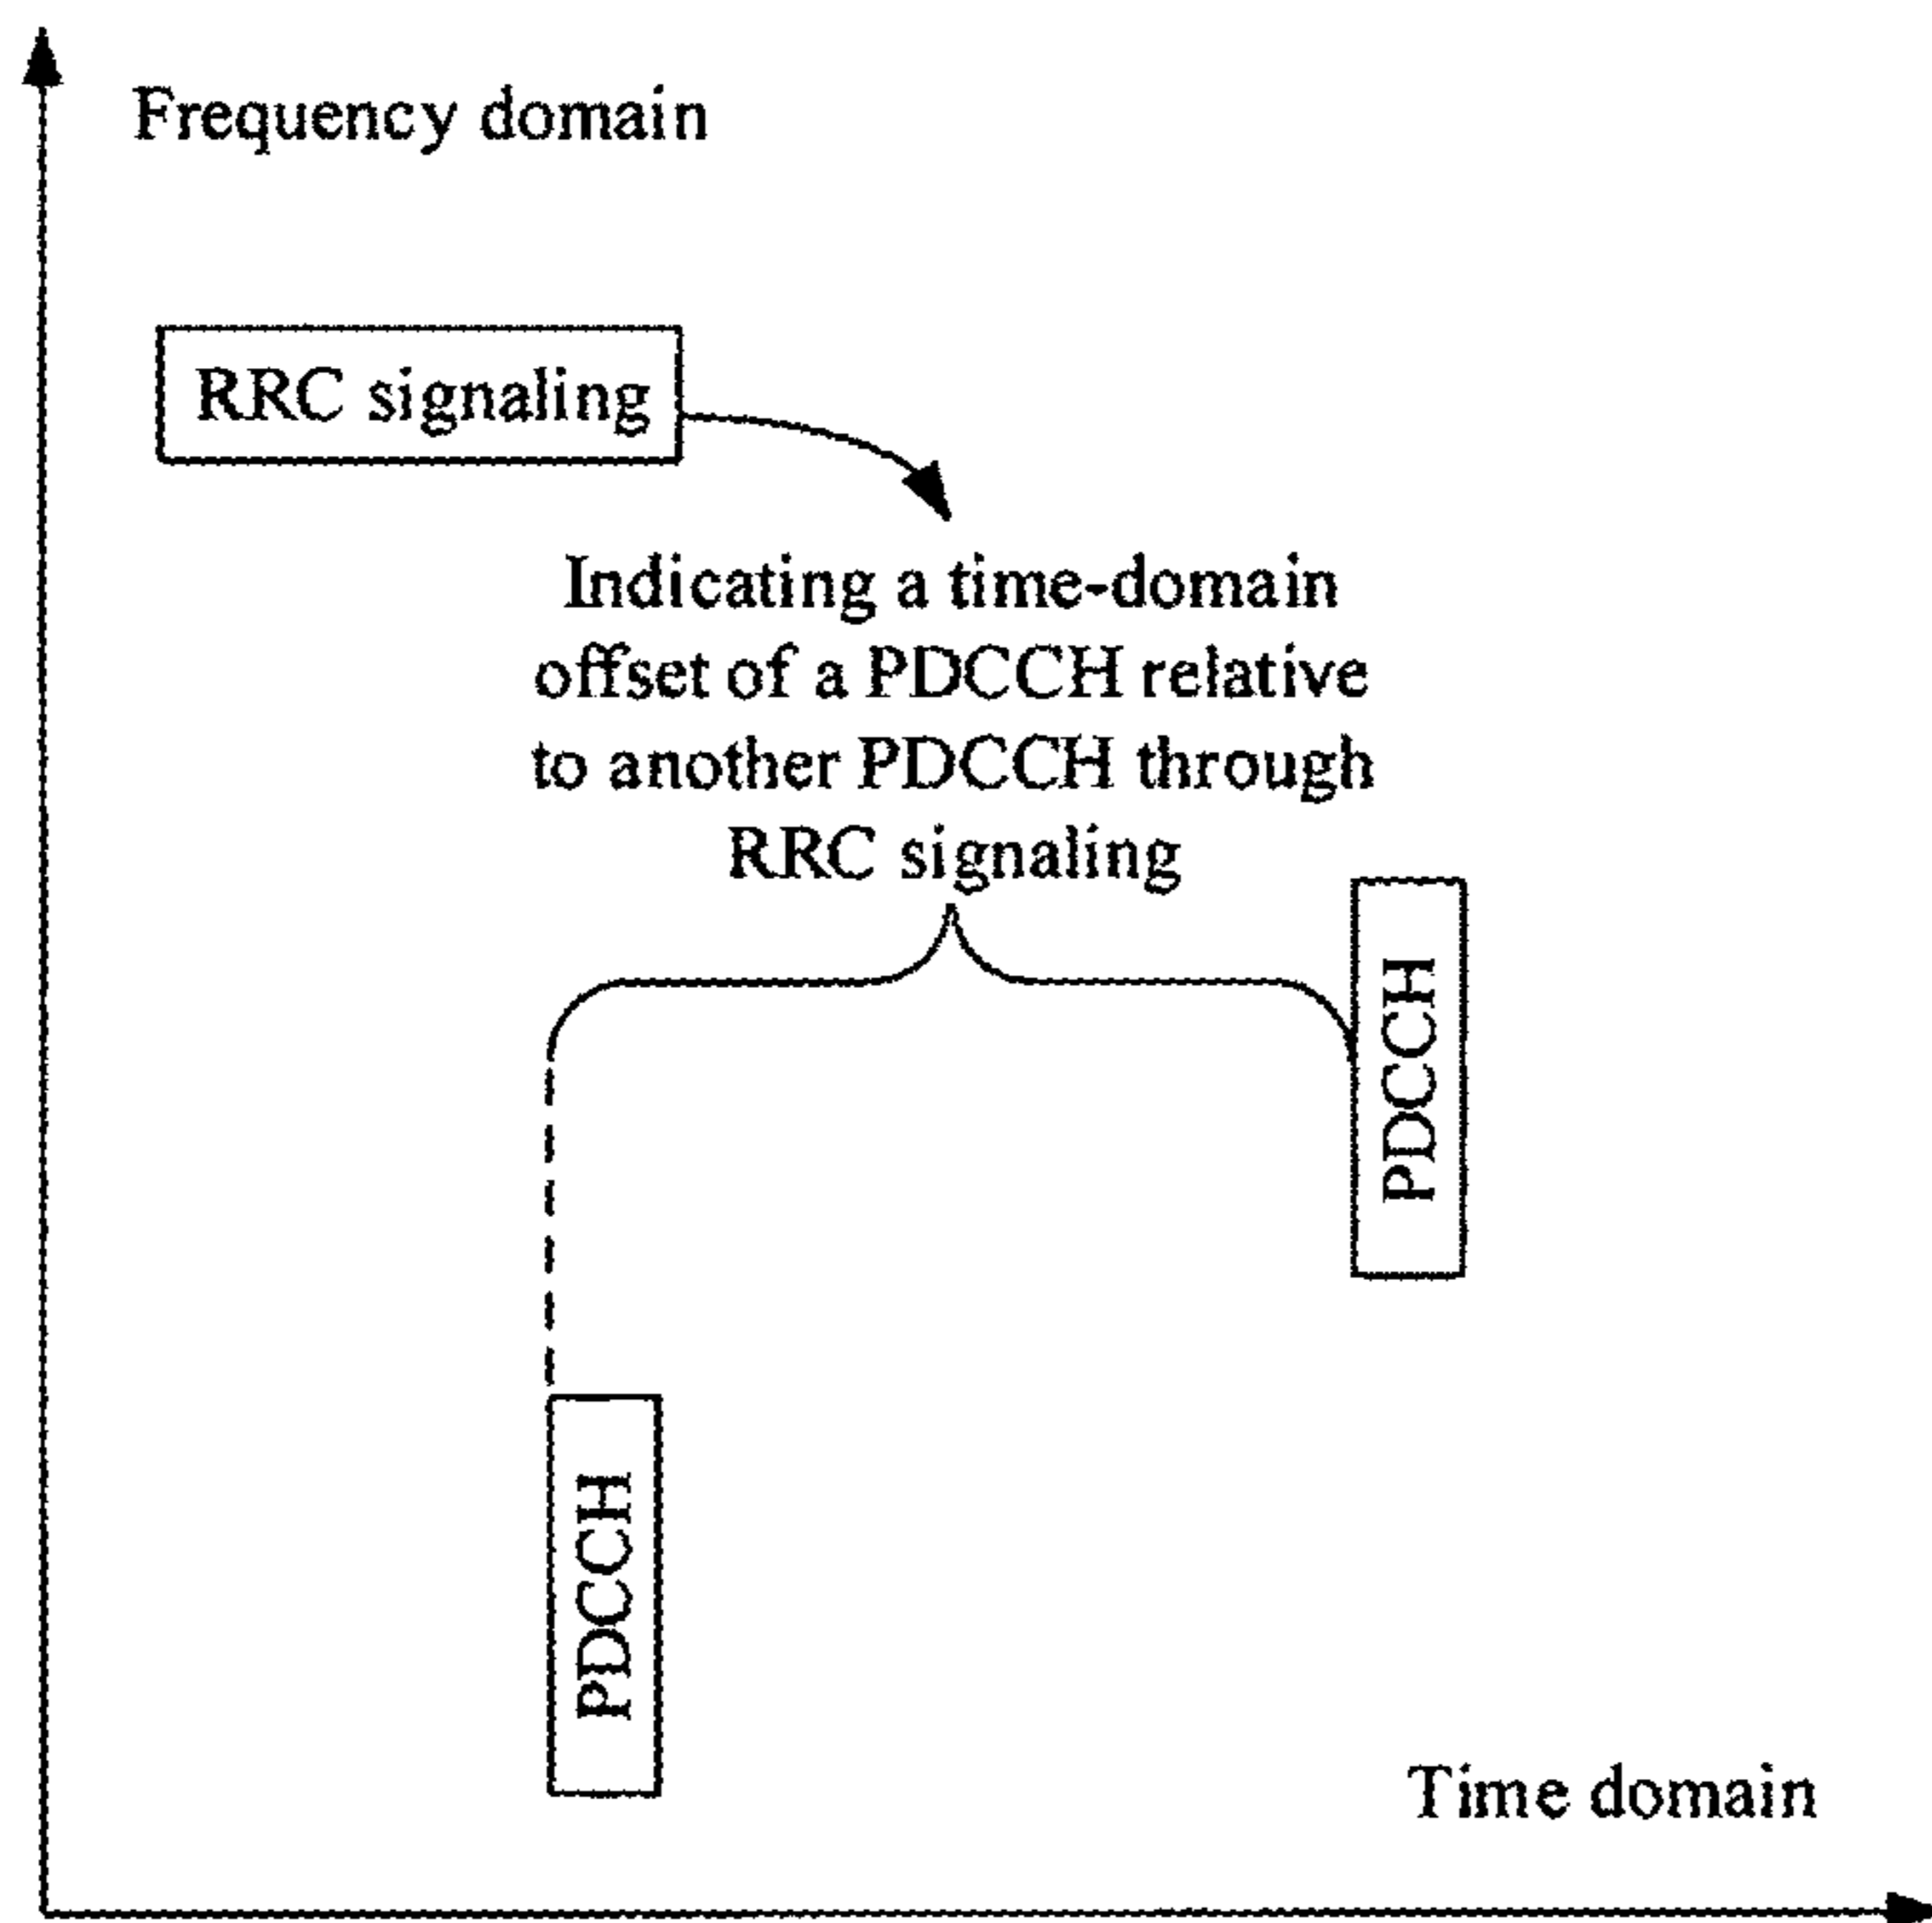 Frequency domain
RRC signaling
Indicating a time-domain
offset of a PDCCH relative
to another PDCCH through
RRC signaling
PDCCH
PDCCH
Time domain